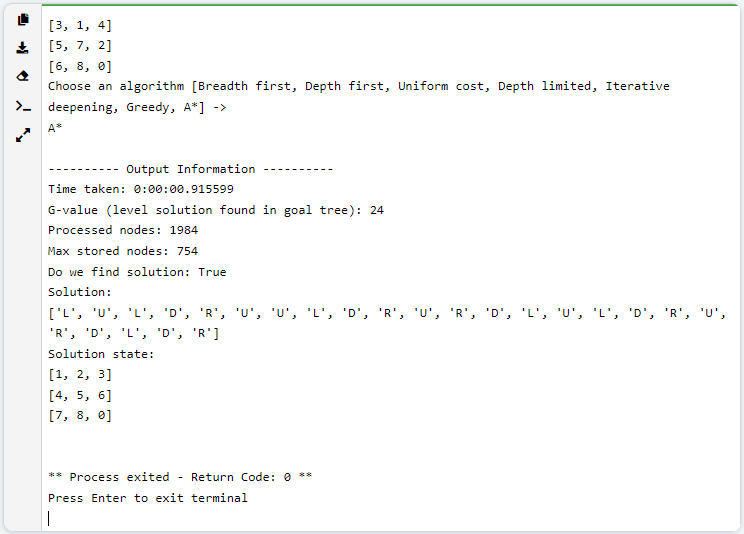 [3, 1, 4]
[5, 7, 2]
[6, 8, 0]
Choose an algorithm [Breadth first, Depth first, Uniform cost, Depth limited, Iterative
deepening, Greedy, A*] ->
A*
---------- Output Information ----------
Time taken: 0:00:00.915599
G-value (level solution found in goal tree): 24
Processed nodes: 1984
Max stored nodes: 754
Do we find solution: True
Solution:
['L', 'U', 'L', 'D', 'R', 'U', 'U', 'L', 'D', 'R', 'U', 'R', 'D', 'L', 'U', 'L', 'D', 'R', 'U',
'R', 'D', 'L', 'D', 'R']
Solution state:
[1, 2, 3]
[4, 5, 6]
[7, 8, 0]
** Process exited - Return Code: 0 **
Press Enter to exit terminal